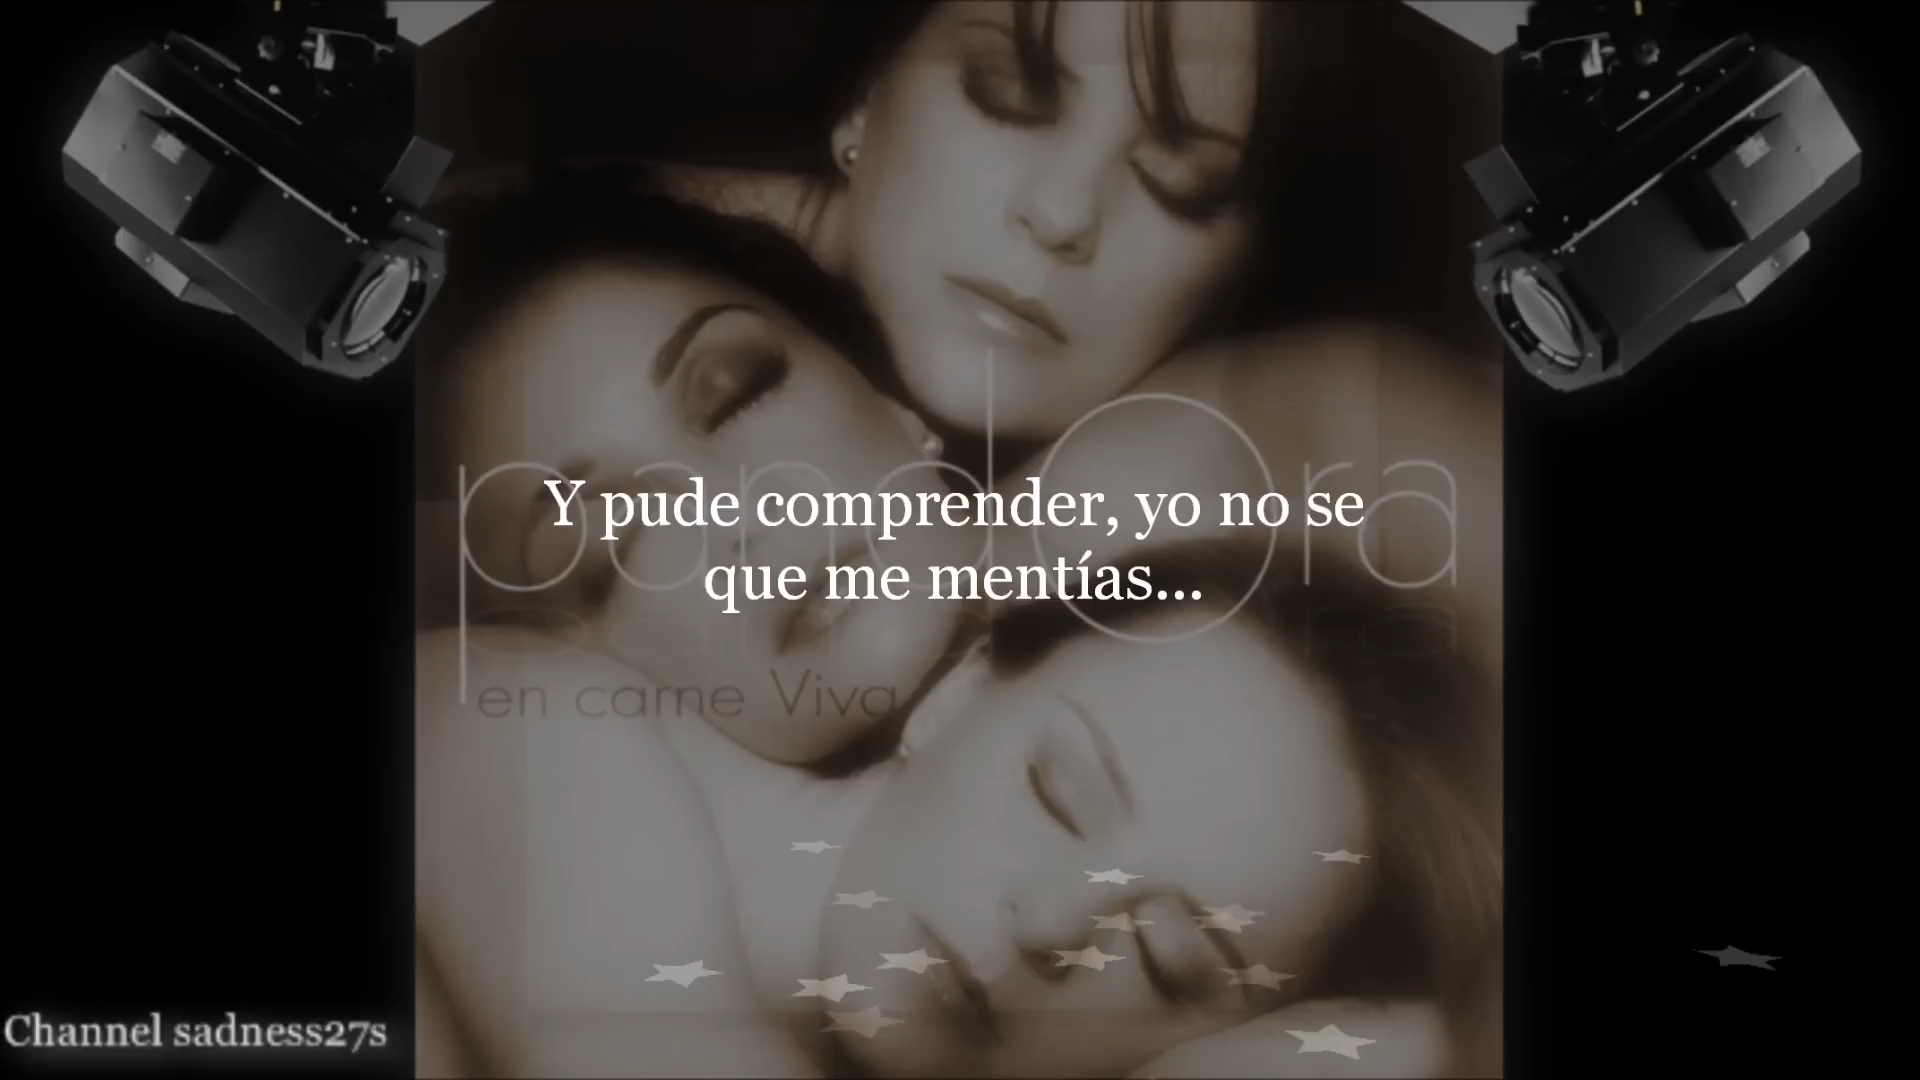 pandora
Y pude comprender, yo no se
que me mentías...
en carne Viva
Channel sadness27s